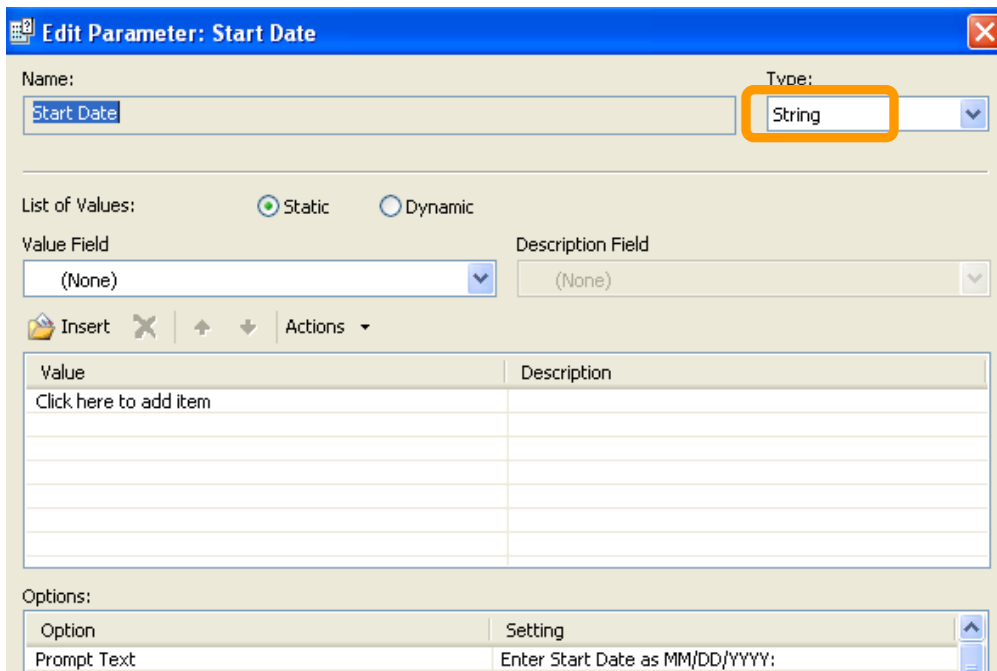 Edit Parameter: Start Date
Name: Type:
Start Date String
List of Values: Static Dynamic
Value Field Description Field
(None) (None)
Insert Actions
Value Description
Click here to add item
Options:
Option Setting
Prompt Text Enter Start Date as MM/DD/YYYY: